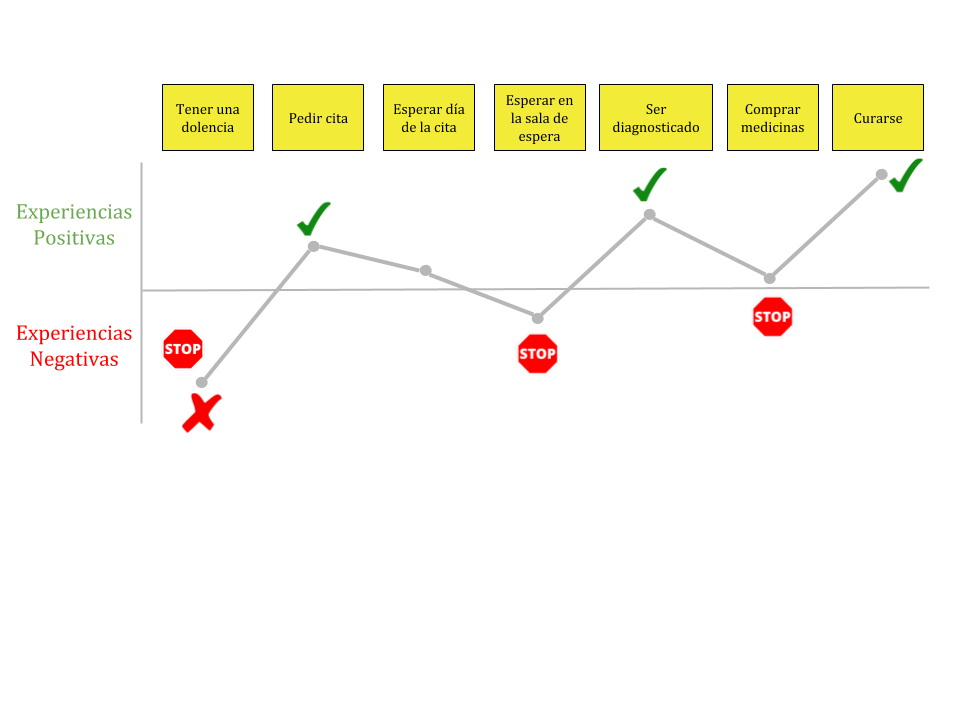 Tener una
dolencia
Pedir cita
Esperar día
de la cita
Esperar en
la sala de
espera
Ser
diagnosticado
Comprar
medicinas
Curarse
Experiencias
Positivas
Experiencias
Negativas
STOP
STOP
STOP